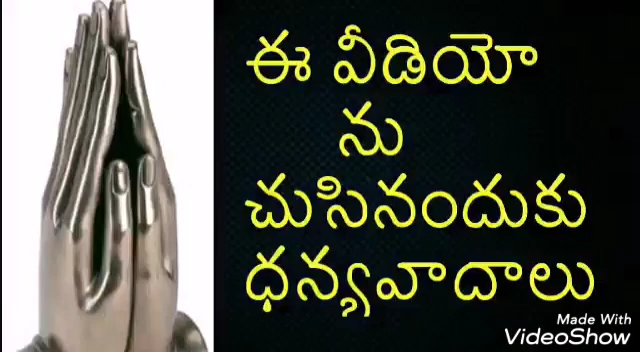 ఈ వీడియో
ను
చుసినందుకు
ధన్యవాదాలు
Made With
VideoShow